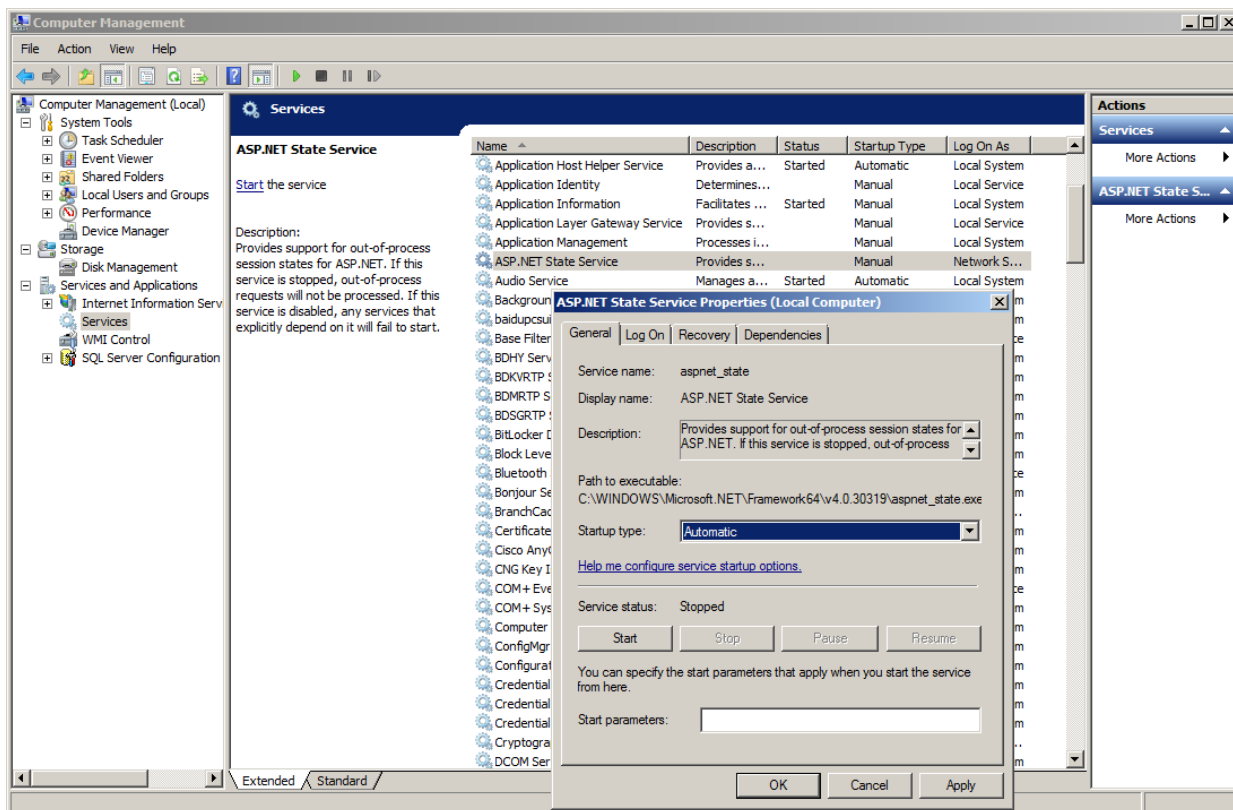 Computer Management
File Action View Help
Computer Management (Local)
System Tools
Task Scheduler
Event Viewer
Shared Folders
Local Users and Groups
Performance
Device Manager
Storage
Disk Management
Services and Applications
Internet Information Serv
Services
WMI Control
SQL Server Configuration
Services
ASP.NET State Service
Start the service
Description:
Provides support for out-of-process
session states for ASP.NET. If this
service is stopped, out-of-process
requests will not be processed. If this
service is disabled, any services that
explicitly depend on it will fail to start.
Name Description Status Startup Type Log On As
Application Host Helper Service Provides a... Started Automatic Local System
Application Identity Determines... Manual Local Service
Application Information Facilitates ... Started Manual Local System
Application Layer Gateway Service Provides s... Manual Local Service
Application Management Processes i... Manual Local System
ASP.NET State Service Provides s... Manual Network S...
Audio Service Manages a... Started Automatic Local System
Backgroun
baidupcsui
Base Filter
BDHY Serv
BDKVRTP S
BDMRTP S
BDSGRTP
BitLocker D
Block Leve
Bluetooth
Bonjour Se
BranchCac
Certificate
Cisco Any
CNG Key I
COM+ Eve
COM+ Sys
Computer
ConfigMgr
Configurat
Credential
Credential
Credential
Cryptogra
DCOM Ser
Extended Standard
ASP.NET State Service Properties (Local Computer)
General Log On Recovery Dependencies
Service name: aspnet_state
Display name: ASP.NET State Service
Description: Provides support for out-of-process session states for
ASP.NET. If this service is stopped, out-of-process
Path to executable:
C:\WINDOWS\Microsoft.NET\Framework64\v4.0.30319\aspnet_state.exe
Startup type: Automatic
Help me configure service startup options.
Service status: Stopped
Start Stop Pause Resume
You can specify the start parameters that apply when you start the service
from here.
Start parameters:
OK Cancel Apply
Actions
Services
More Actions
ASP.NET State S...
More Actions